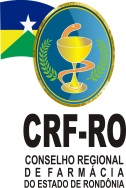 CRF-RO
CONSELHO REGIONAL
DE FARMÁCIA
DO ESTADO DE RONDÔNIA